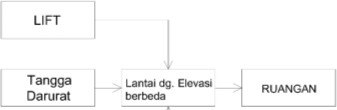 LIFT
Tangga
Darurat
Lantai dg. Elevasi
berbeda
RUANGAN